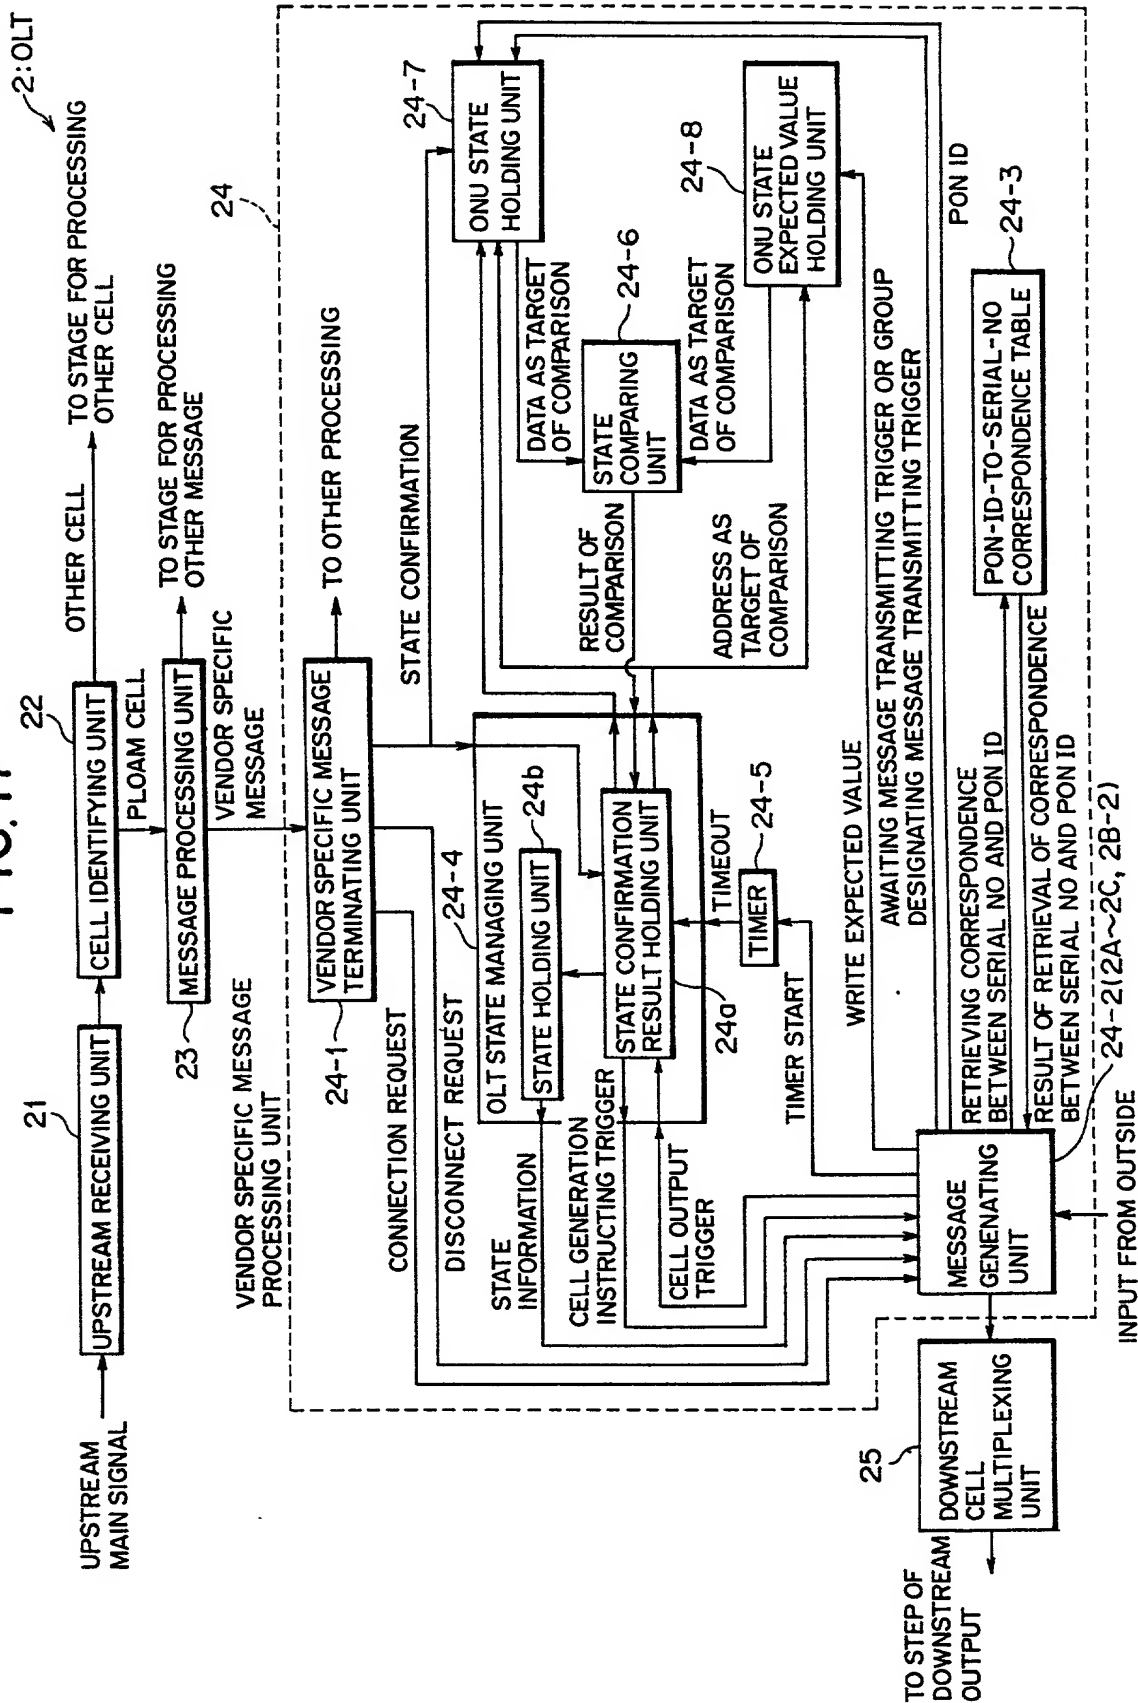 2:OLT
UPSTREAM
MAIN SIGNAL
21
UPSTREAM RECEIVING UNIT
22
CELL IDENTIFYING UNIT
OTHER CELL
TO STAGE FOR PROCESSING
OTHER CELL
PLOAM CELL
23
MESSAGE PROCESSING UNIT
TO STAGE FOR PROCESSING
OTHER MESSAGE
VENDOR SPECIFIC
MESSAGE
24
VENDOR SPECIFIC MESSAGE
PROCESSING UNIT
24-1
VENDOR SPECIFIC MESSAGE
TERMINATING UNIT
TO OTHER PROCESSING
CONNECTION REQUEST
DISCONNECT REQUEST
STATE CONFIRMATION
24-7
ONU STATE
HOLDING UNIT
24-4
OLT STATE MANAGING UNIT
24b
STATE HOLDING UNIT
STATE CONFIRMATION
RESULT HOLDING UNIT
24a
STATE
INFORMATION
CELL GENERATION
INSTRUCTING TRIGGER
CELL OUTPUT
TRIGGER
TIMEOUT
24-5
TIMER
TIMER START
DATA AS TARGET
OF COMPARISON
24-6
STATE
COMPARING
UNIT
RESULT OF
COMPARISON
DATA AS TARGET
OF COMPARISON
ADDRESS AS
TARGET OF
COMPARISON
24-8
ONU STATE
EXPECTED VALUE
HOLDING UNIT
WRITE EXPECTED VALUE
AWAITING MESSAGE TRANSMITTING TRIGGER OR GROUP
DESIGNATING MESSAGE TRANSMITTING TRIGGER
PON ID
RETRIEVING CORRESPONDENCE
BETWEEN SERIAL NO AND PON ID
24-3
PON-ID-TO-SERIAL-NO
CORRESPONDENCE TABLE
RESULT OF RETRIEVAL OF CORRESPONDENCE
BETWEEN SERIAL NO AND PON ID
24-2(2A~2C, 2B-2)
MESSAGE
GENENATING
UNIT
INPUT FROM OUTSIDE
25
DOWNSTREAM
CELL
MULTIPLEXING
UNIT
TO STEP OF
DOWNSTREAM
OUTPUT